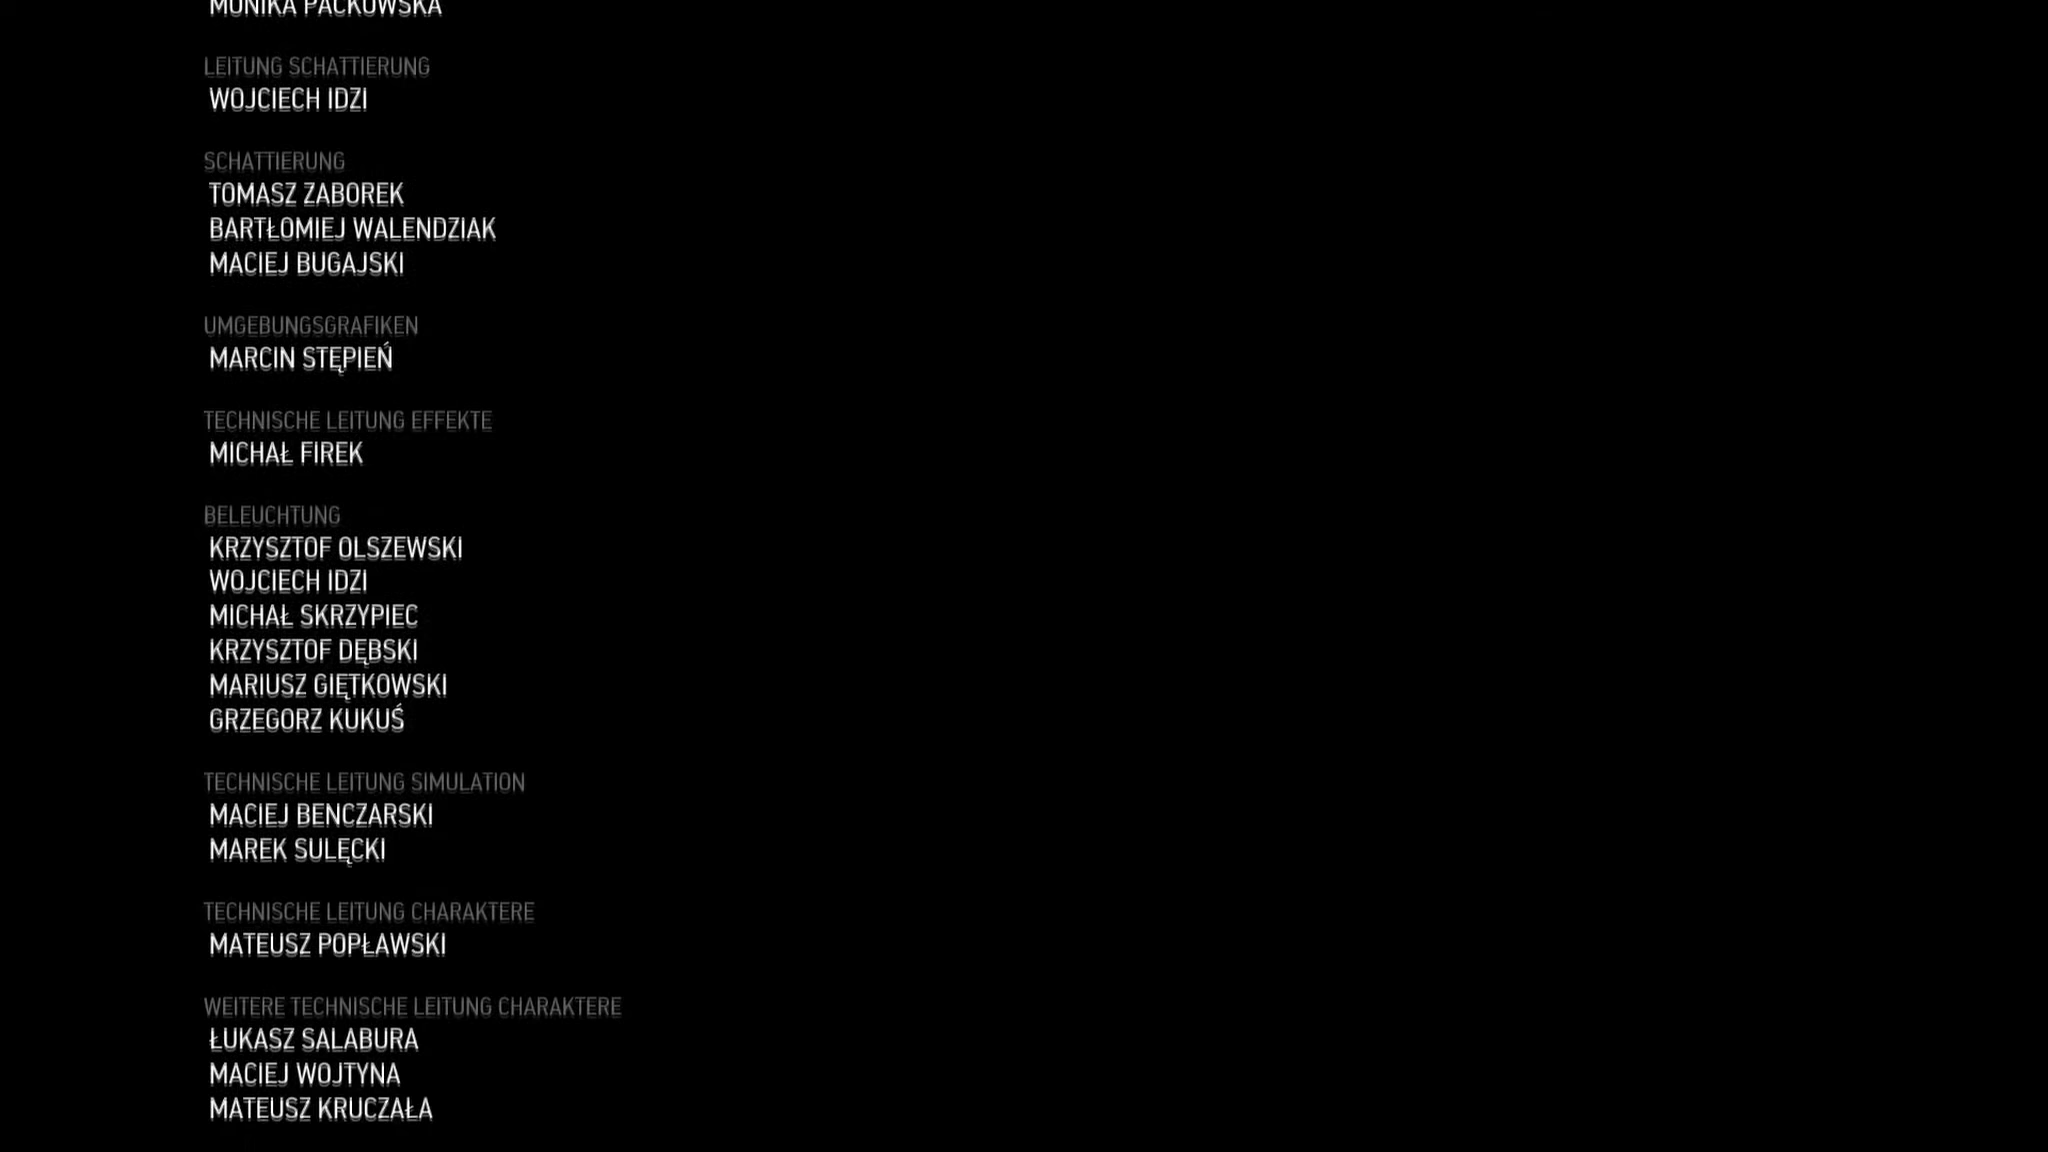 MONIKA PACKOWSKA
LEITUNG SCHATTIERUNG
WOJCIECH IDZI
SCHATTIERUNG
TOMASZ ZABOREK
BARTŁOMIEJ WALENDZIAK
MACIEJ BUGAJSKI
UMGEBUNGSGRAFIKEN
MARCIN STĘPIEŃ
TECHNISCHE LEITUNG EFFEKTE
MICHAŁ FIREK
BELEUCHTUNG
KRZYSZTOF OLSZEWSKI
WOJCIECH IDZI
MICHAŁ SKRZYPIEC
KRZYSZTOF DĘBSKI
MARIUSZ GIĘTKOWSKI
GRZEGORZ KUKUŚ
TECHNISCHE LEITUNG SIMULATION
MACIEJ BENCZARSKI
MAREK SULĘCKI
TECHNISCHE LEITUNG CHARAKTERE
MATEUSZ POPŁAWSKI
WEITERE TECHNISCHE LEITUNG CHARAKTERE
ŁUKASZ SALABURA
MACIEJ WOJTYNA
MATEUSZ KRUCZAŁA